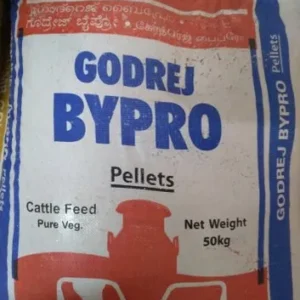 GODREJ
BYPRO
Pellets
Cattle Feed
Pure Veg.
Net Weight
50kg
GODREJ BYPRO Pellets